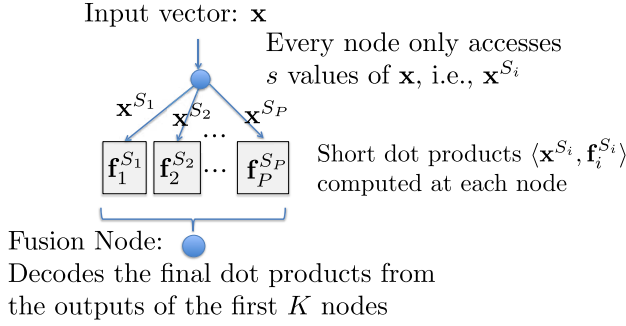 Input vector: x
Every node only accesses
s values of x, i.e., x^{S_i}
x^{S_1} x^{S_2} ... x^{S_P}
f_1^{S_1} f_2^{S_2} ... f_P^{S_P}
Short dot products ⟨x^{S_i}, f_i^{S_i}⟩
computed at each node
Fusion Node:
Decodes the final dot products from
the outputs of the first K nodes